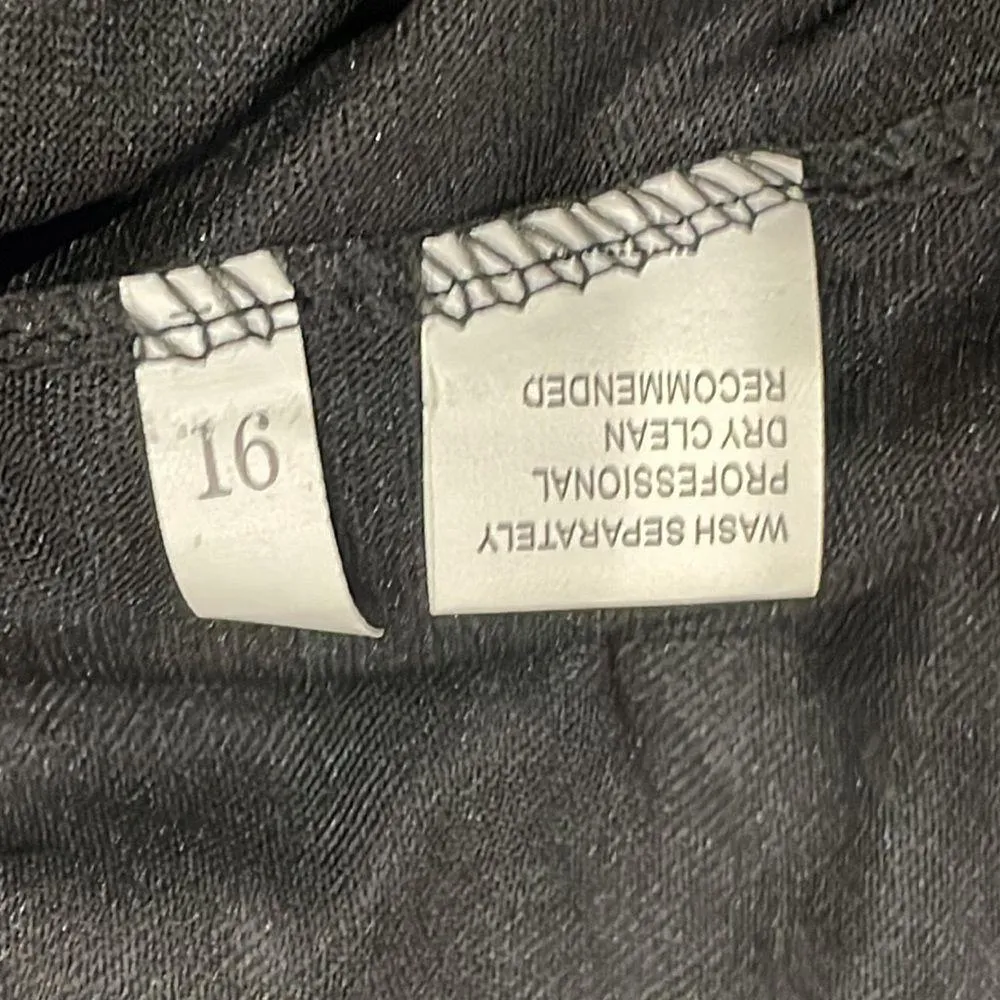 16
WASH SEPARATELY
PROFESSIONAL
DRY CLEAN
RECOMMENDED